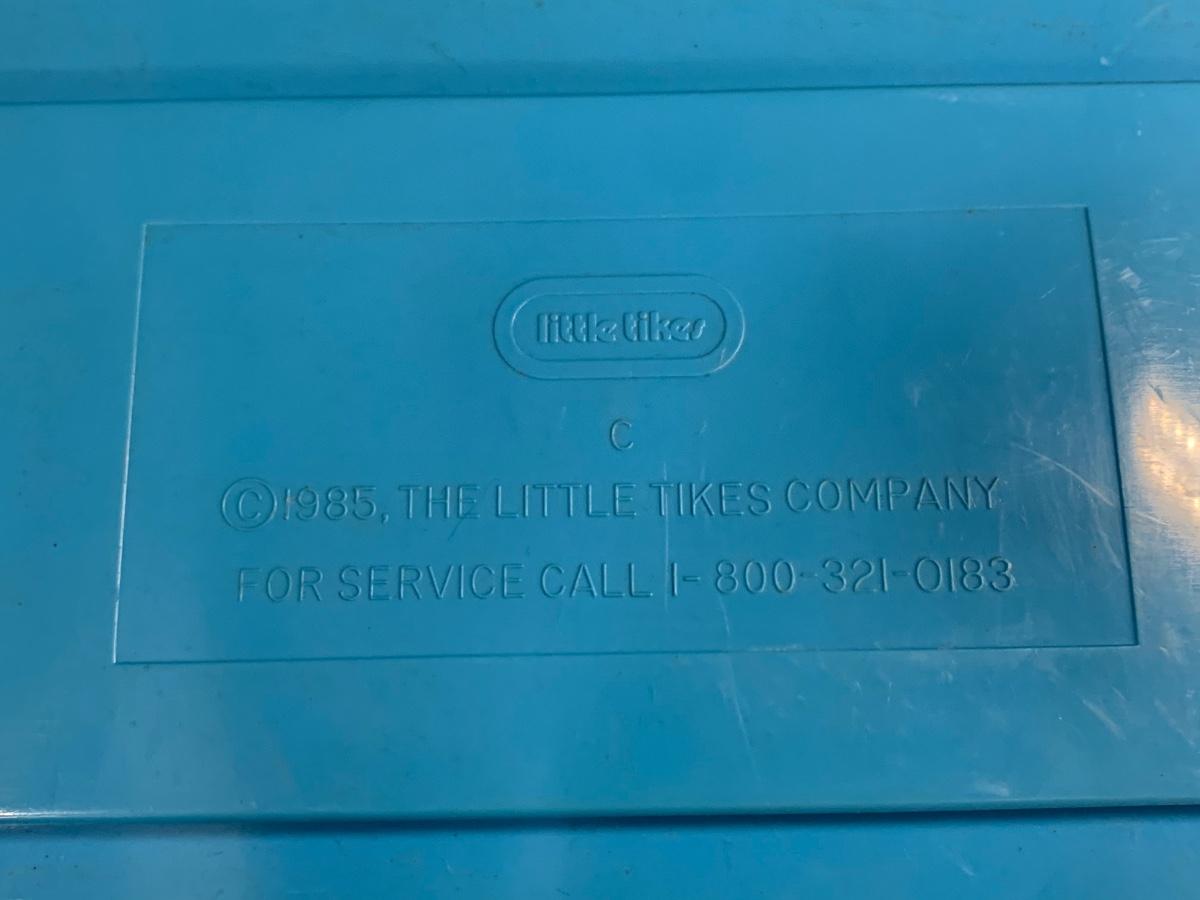 little tikes
C
©1985, THE LITTLE TIKES COMPANY
FOR SERVICE CALL 1-800-321-0183